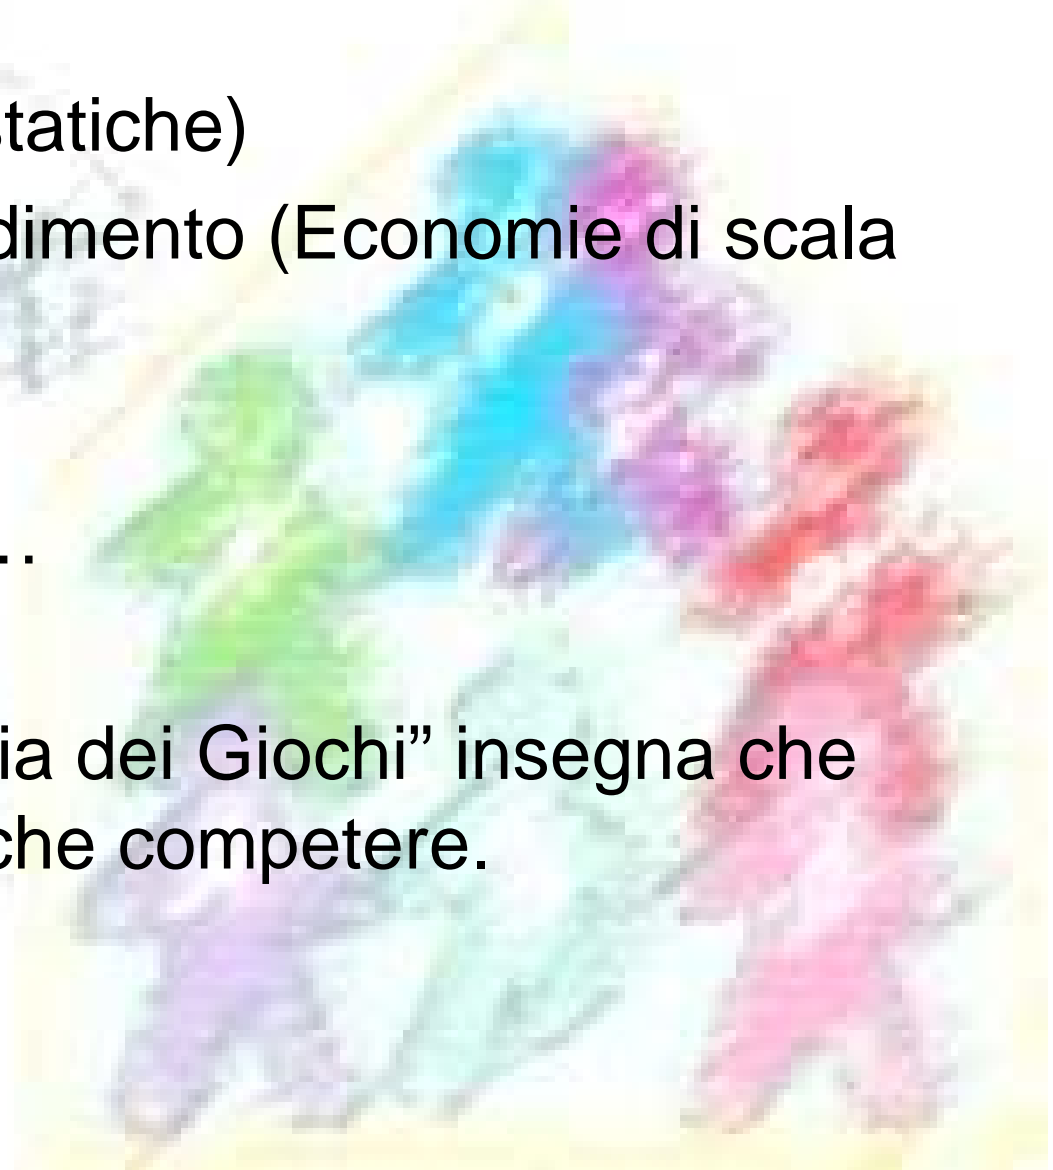 statiche)
dimento (Economie di scala
..
ia dei Giochi” insegna che
che competere.